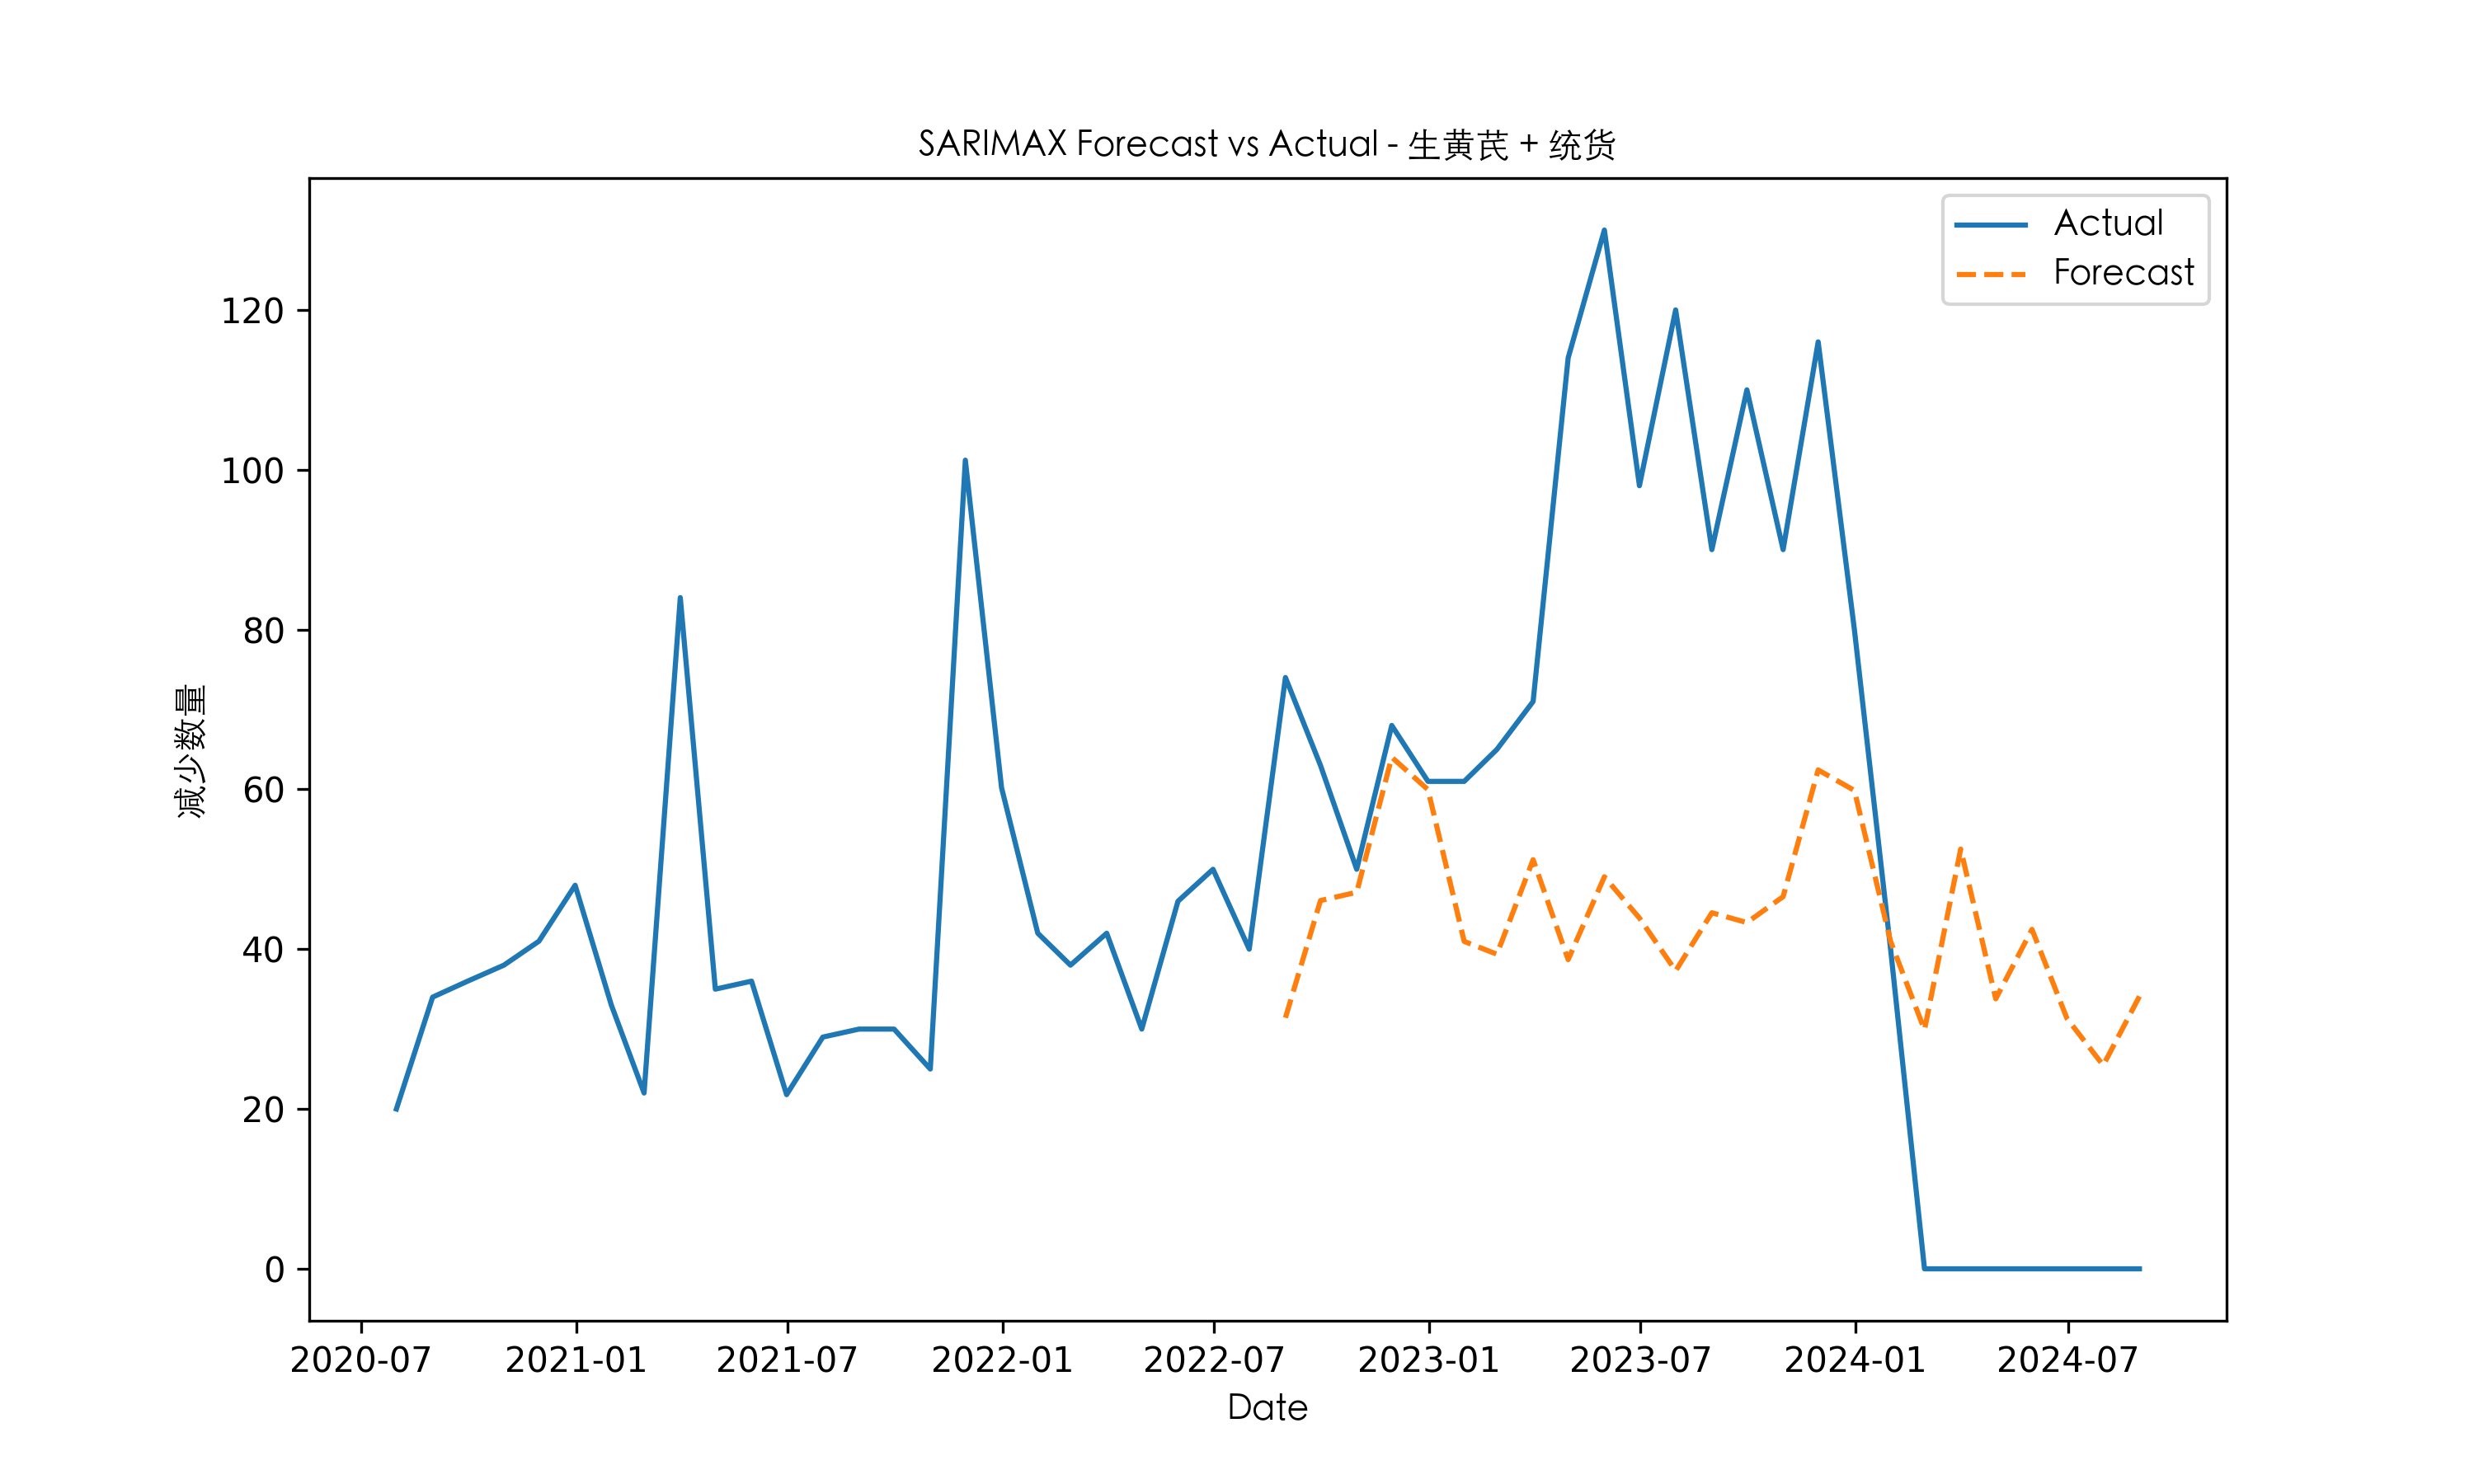 SARIMAX Forecast vs Actual - 生黄苠 + 统货
Actual
Forecast
减少数量
120
100
80
60
40
20
0
2020-07 2021-01 2021-07 2022-01 2022-07 2023-01 2023-07 2024-01 2024-07
Date